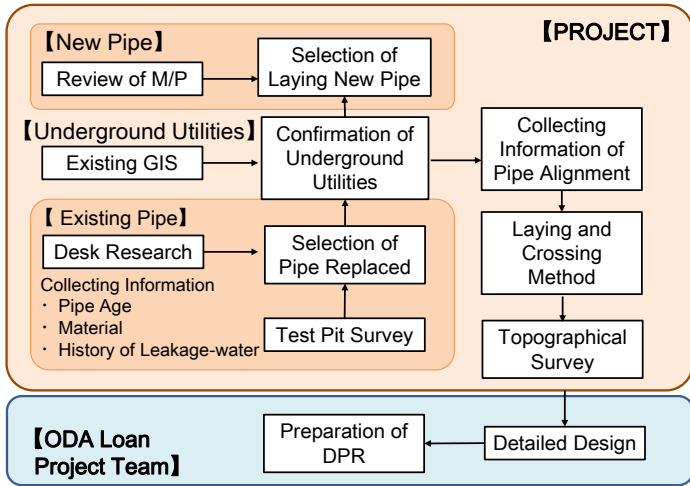 【New Pipe】
【PROJECT】
Review of M/P
Selection of
Laying New Pipe
【Underground Utilities】
Existing GIS
Confirmation of
Underground
Utilities
Collecting
Information of
Pipe Alignment
【 Existing Pipe】
Desk Research
Selection of
Pipe Replaced
Laying and
Crossing
Method
Collecting Information
・ Pipe Age
・ Material
・ History of Leakage-water
Test Pit Survey
Topographical
Survey
【ODA Loan
Project Team】
Preparation of
DPR
Detailed Design